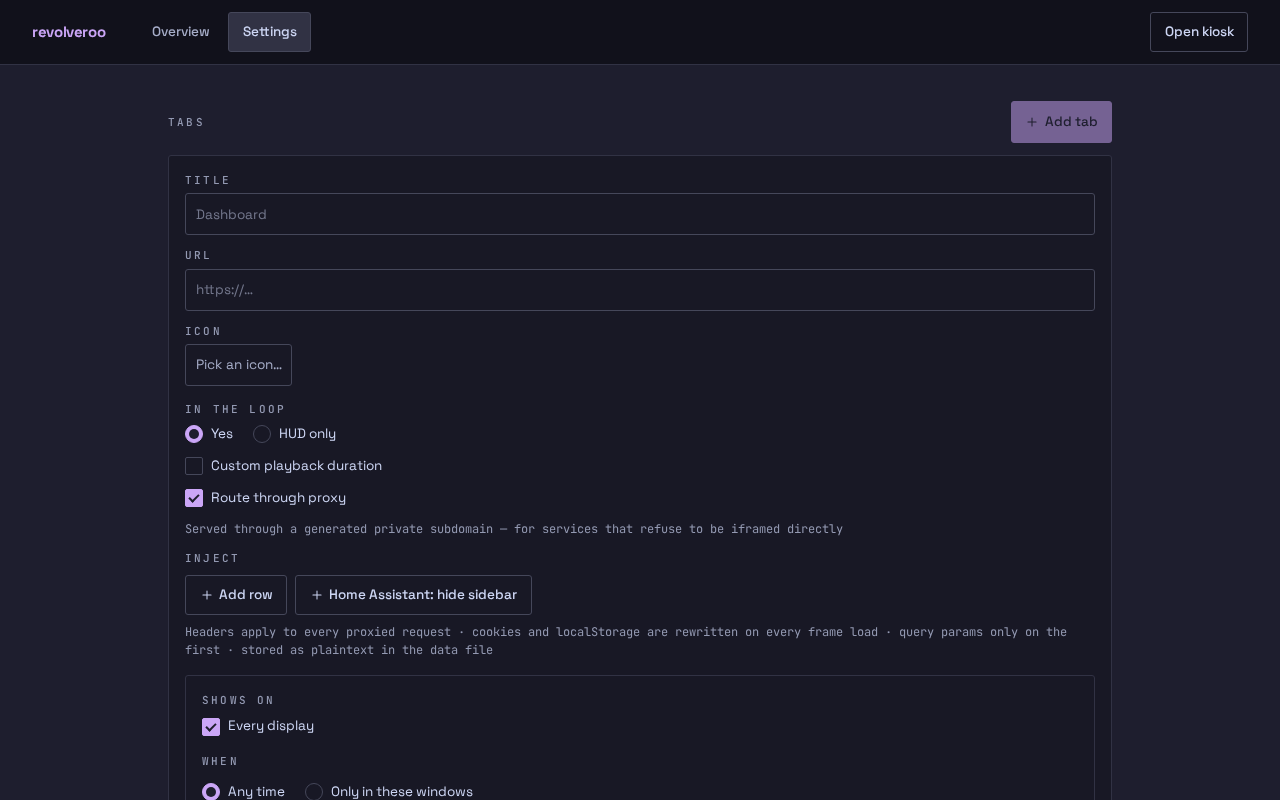 revolveroo
Overview
Settings
Open kiosk
TABS
+ Add tab
TITLE
Dashboard
URL
https://…
ICON
Pick an icon…
IN THE LOOP
Yes
HUD only
Custom playback duration
Route through proxy
Served through a generated private subdomain — for services that refuse to be iframed directly
INJECT
+ Add row
+ Home Assistant: hide sidebar
Headers apply to every proxied request · cookies and localStorage are rewritten on every frame load · query params only on the
first · stored as plaintext in the data file
SHOWS ON
Every display
WHEN
Any time
Only in these windows